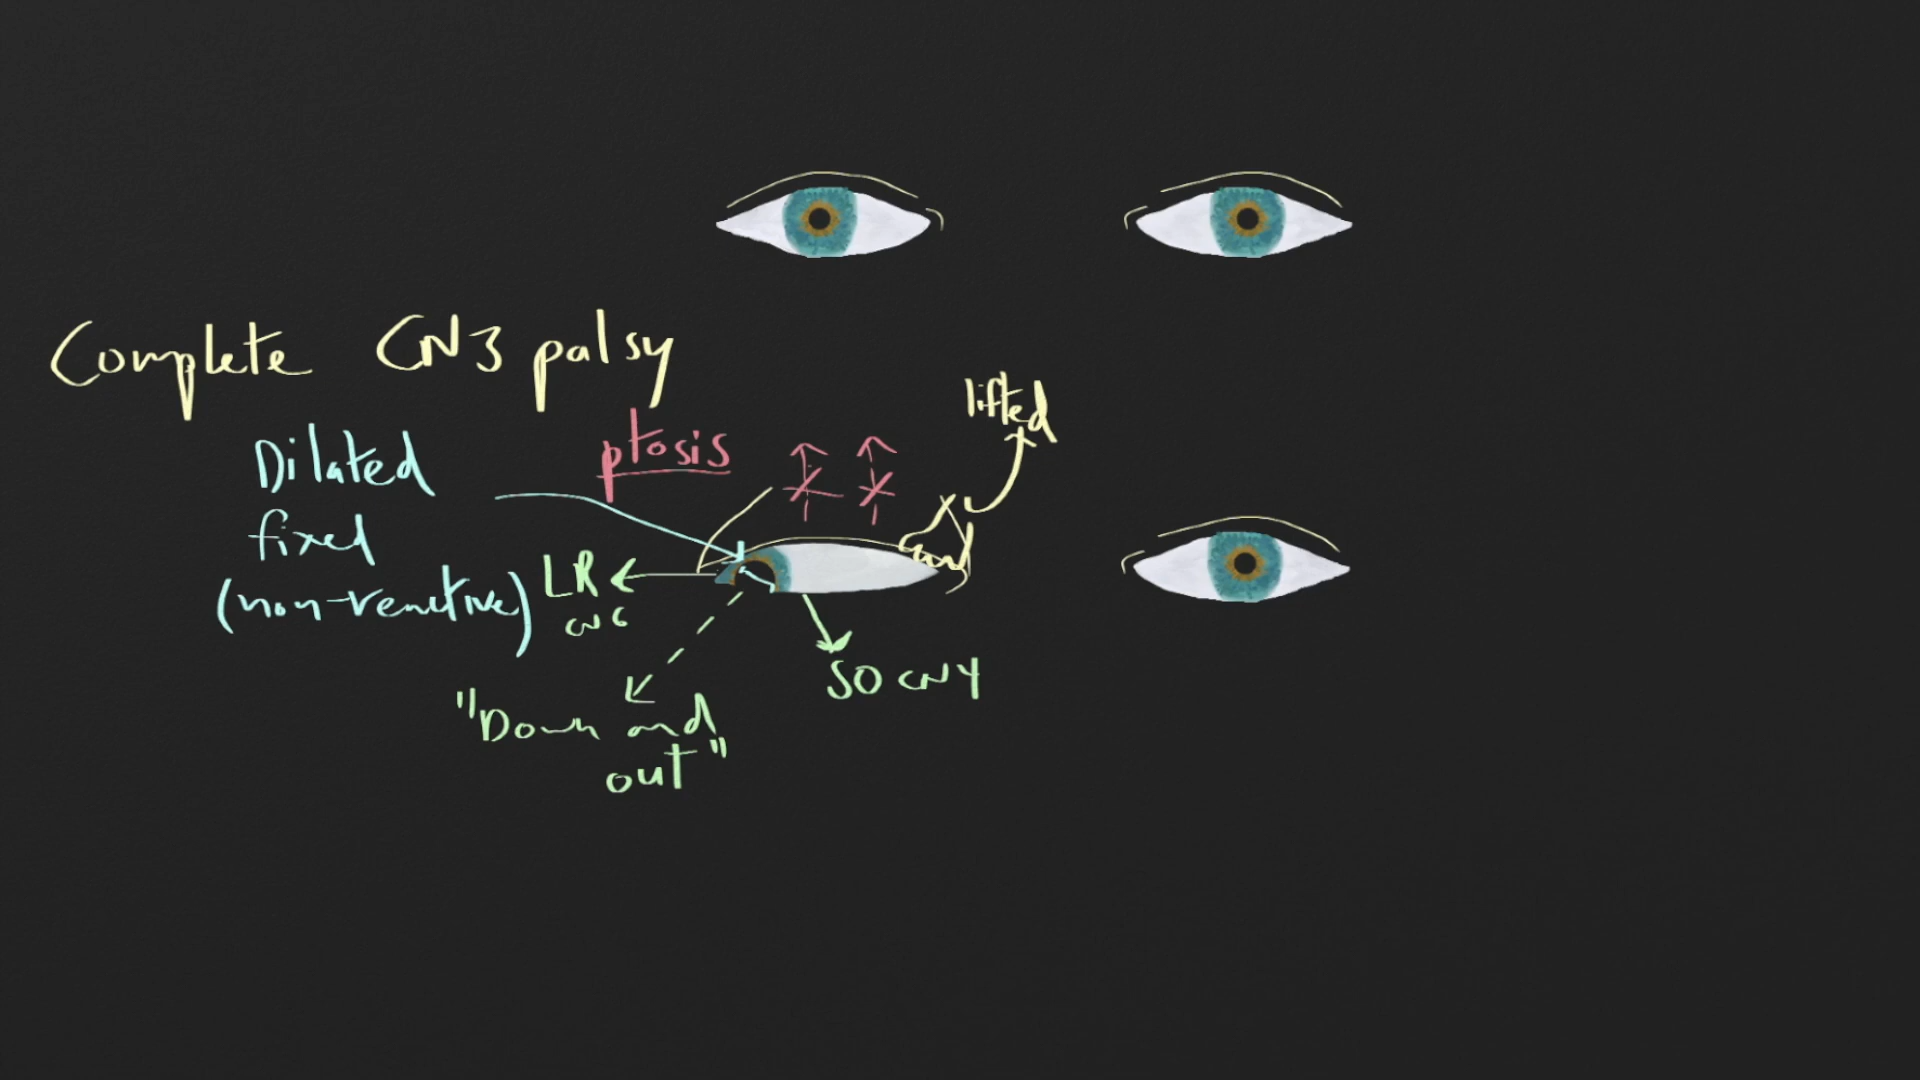 Complete CN3 palsy
lifted
ptosis
Dilated
fixed
(non-reactive)
LR
CN6
SO CN4
"Down and
out"